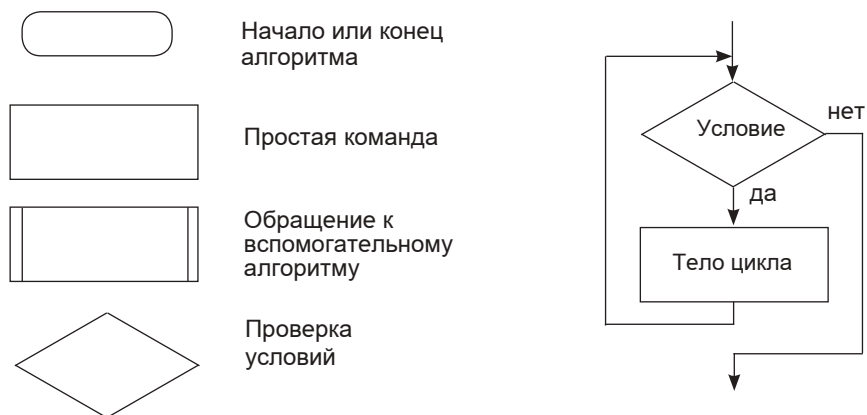 Начало или конец
алгоритма
Простая команда
Обращение к
вспомогательному
алгоритму
Проверка
условий
Условие
нет
да
Тело цикла